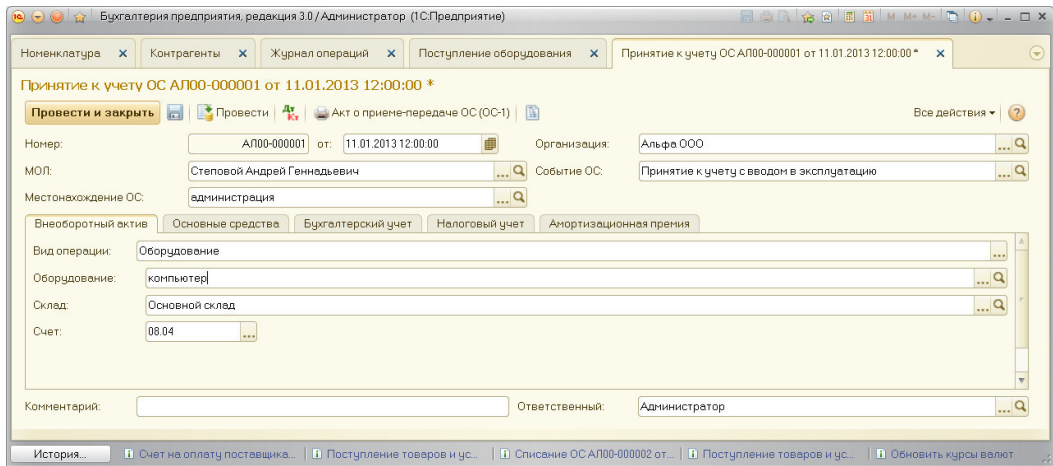 Бухгалтерия предприятия, редакция 3.0 / Администратор (1С:Предприятие) M M+ M-
Номенклатура Контрагенты Журнал операций Поступление оборудования Принятие к учету ОС АЛ00-000001 от 11.01.2013 12:00:00 *
Принятие к учету ОС АЛ00-000001 от 11.01.2013 12:00:00 *
Провести и закрыть Провести Дт Кт Акт о приеме-передаче ОС (ОС-1) Все действия
Номер: АЛ00-000001 от: 11.01.2013 12:00:00 Организация: Альфа ООО
МОЛ: Степовой Андрей Геннадьевич Событие ОС: Принятие к учету с вводом в эксплуатацию
Местонахождение ОС: администрация
Внеоборотный актив Основные средства Бухгалтерский учет Налоговый учет Амортизационная премия
Вид операции: Оборудование
Оборудование: компьютер
Склад: Основной склад
Счет: 08.04
Комментарий: Ответственный: Администратор
История... Счет на оплату поставщика... Поступление товаров и ус... Списание ОС АЛ00-000002 от... Поступление товаров и ус... Обновить курсы валют